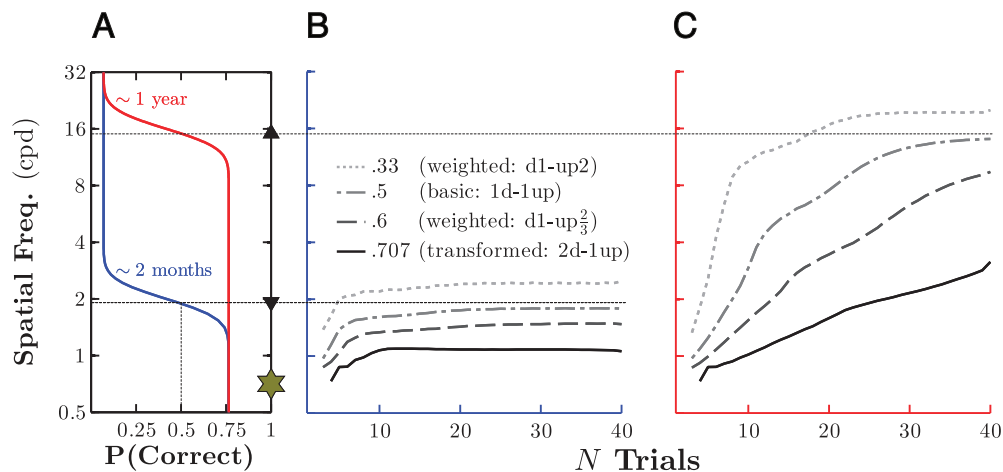 A
B
C
Spatial Freq. (cpd)
32
16
8
4
2
1
0.5
~ 1 year
~ 2 months
0.25 0.5 0.75 1
P(Correct)
.33 (weighted: d1-up2)
.5 (basic: 1d-1up)
.6 (weighted: d1-up2/3)
.707 (transformed: 2d-1up)
10 20 30 40
10 20 30 40
N Trials